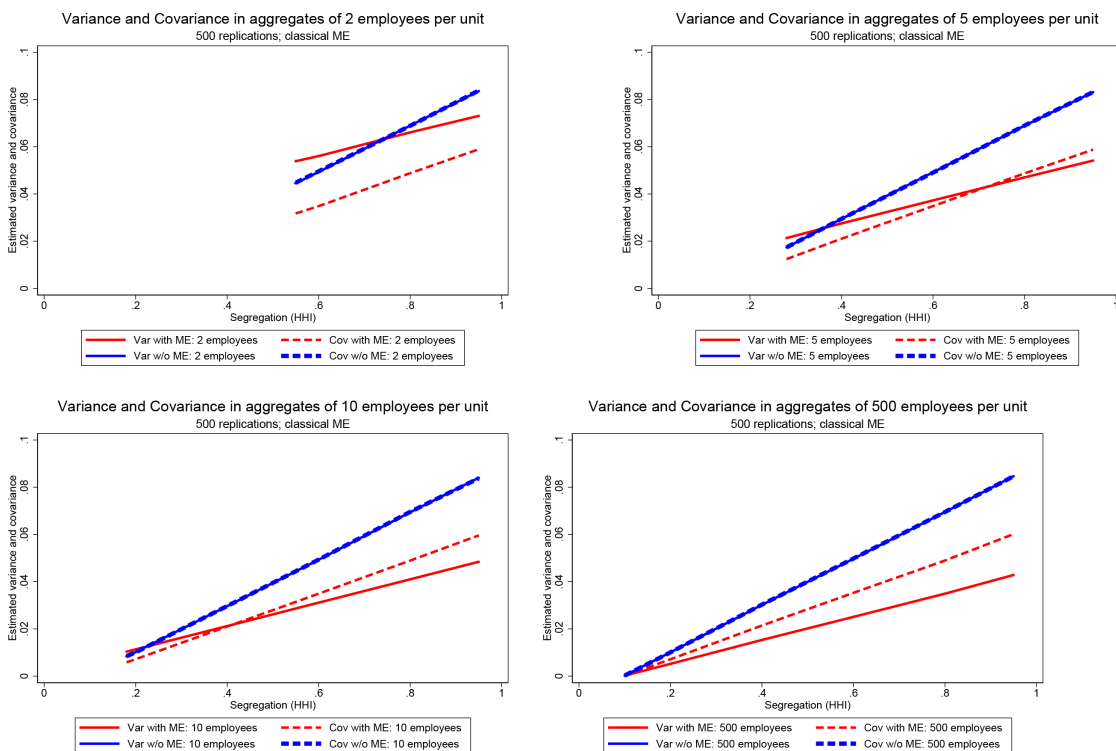 Variance and Covariance in aggregates of 2 employees per unit
500 replications; classical ME
Estimated variance and covariance
.1
.08
.06
.04
.02
0
0 .2 .4 .6 .8 1
Segregation (HHI)
Var with ME: 2 employees Cov with ME: 2 employees
Var w/o ME: 2 employees Cov w/o ME: 2 employees
Variance and Covariance in aggregates of 5 employees per unit
500 replications; classical ME
Estimated variance and covariance
.1
.08
.06
.04
.02
0
0 .2 .4 .6 .8 1
Segregation (HHI)
Var with ME: 5 employees Cov with ME: 5 employees
Var w/o ME: 5 employees Cov w/o ME: 5 employees
Variance and Covariance in aggregates of 10 employees per unit
500 replications; classical ME
Estimated variance and covariance
.1
.08
.06
.04
.02
0
0 .2 .4 .6 .8 1
Segregation (HHI)
Var with ME: 10 employees Cov with ME: 10 employees
Var w/o ME: 10 employees Cov w/o ME: 10 employees
Variance and Covariance in aggregates of 500 employees per unit
500 replications; classical ME
Estimated variance and covariance
.1
.08
.06
.04
.02
0
0 .2 .4 .6 .8 1
Segregation (HHI)
Var with ME: 500 employees Cov with ME: 500 employees
Var w/o ME: 500 employees Cov w/o ME: 500 employees